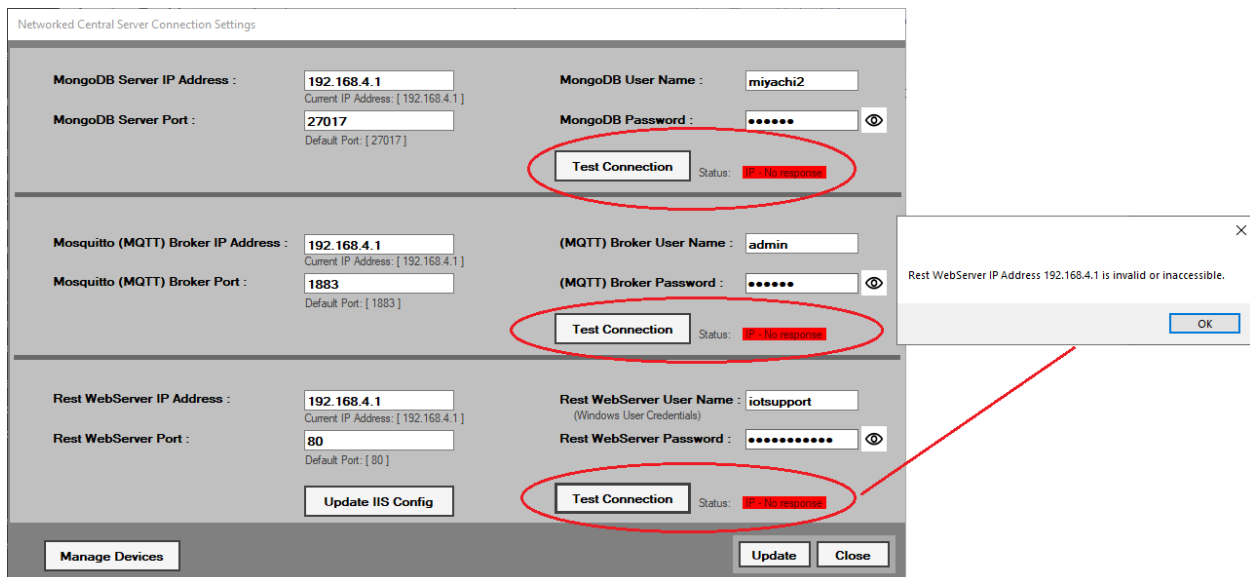 Networked Central Server Connection Settings
MongoDB Server IP Address : 192.168.4.1 MongoDB User Name : miyachi2
Current IP Address: [ 192.168.4.1 ]
MongoDB Server Port : 27017 MongoDB Password : ••••••
Default Port: [ 27017 ]
Test Connection Status: IP - No response
Mosquitto (MQTT) Broker IP Address : 192.168.4.1 (MQTT) Broker User Name : admin
Current IP Address: [ 192.168.4.1 ]
Mosquitto (MQTT) Broker Port : 1883 (MQTT) Broker Password : ••••••
Default Port: [ 1883 ]
Test Connection Status: IP - No response
Rest WebServer IP Address 192.168.4.1 is invalid or inaccessible.
OK
Rest WebServer IP Address : 192.168.4.1 Rest WebServer User Name : iotsupport
Current IP Address: [ 192.168.4.1 ] (Windows User Credentials)
Rest WebServer Port : 80 Rest WebServer Password : •••••••••••
Default Port: [ 80 ]
Update IIS Config Test Connection Status: IP - No response
Manage Devices Update Close